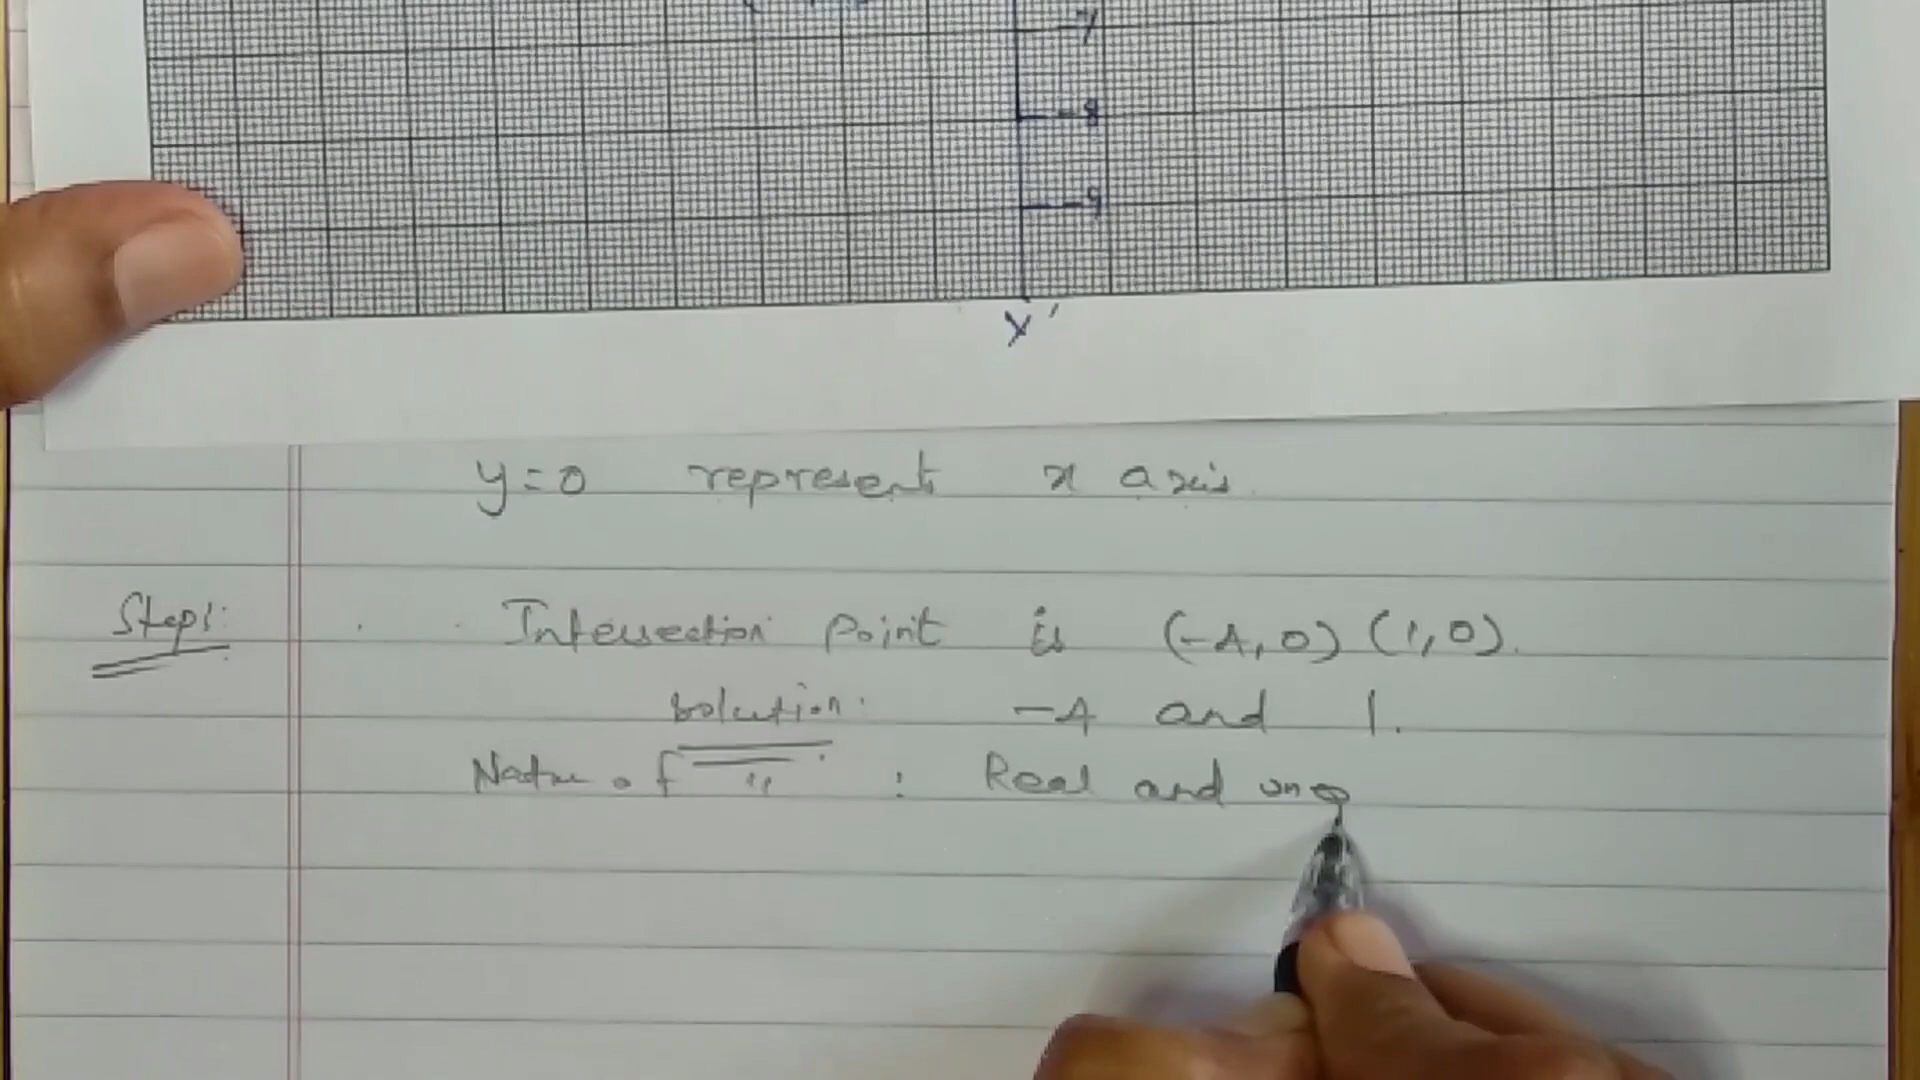 -7
-8
-9
y'
y=0 represent x axis.
Step: Intersection point is (-4,0) (1,0).
solution: -4 and 1.
Nature of " : Real and uneq